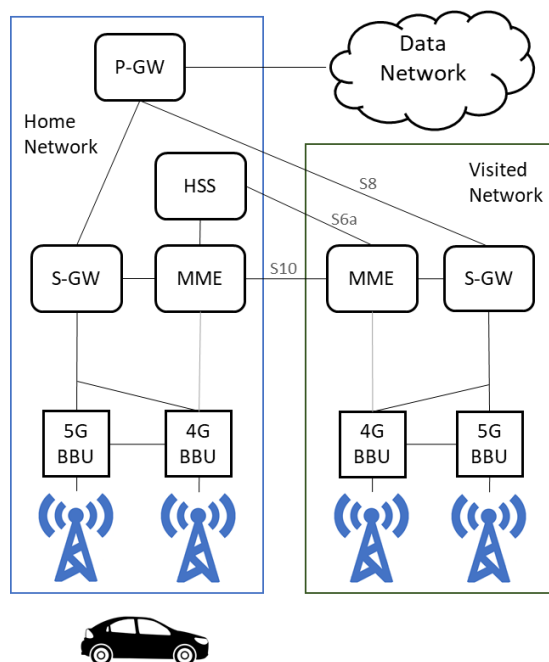 Data
Network
P-GW
Home
Network
Visited
Network
HSS
S8
S6a
S-GW
MME
S10
MME
S-GW
5G
BBU
4G
BBU
4G
BBU
5G
BBU